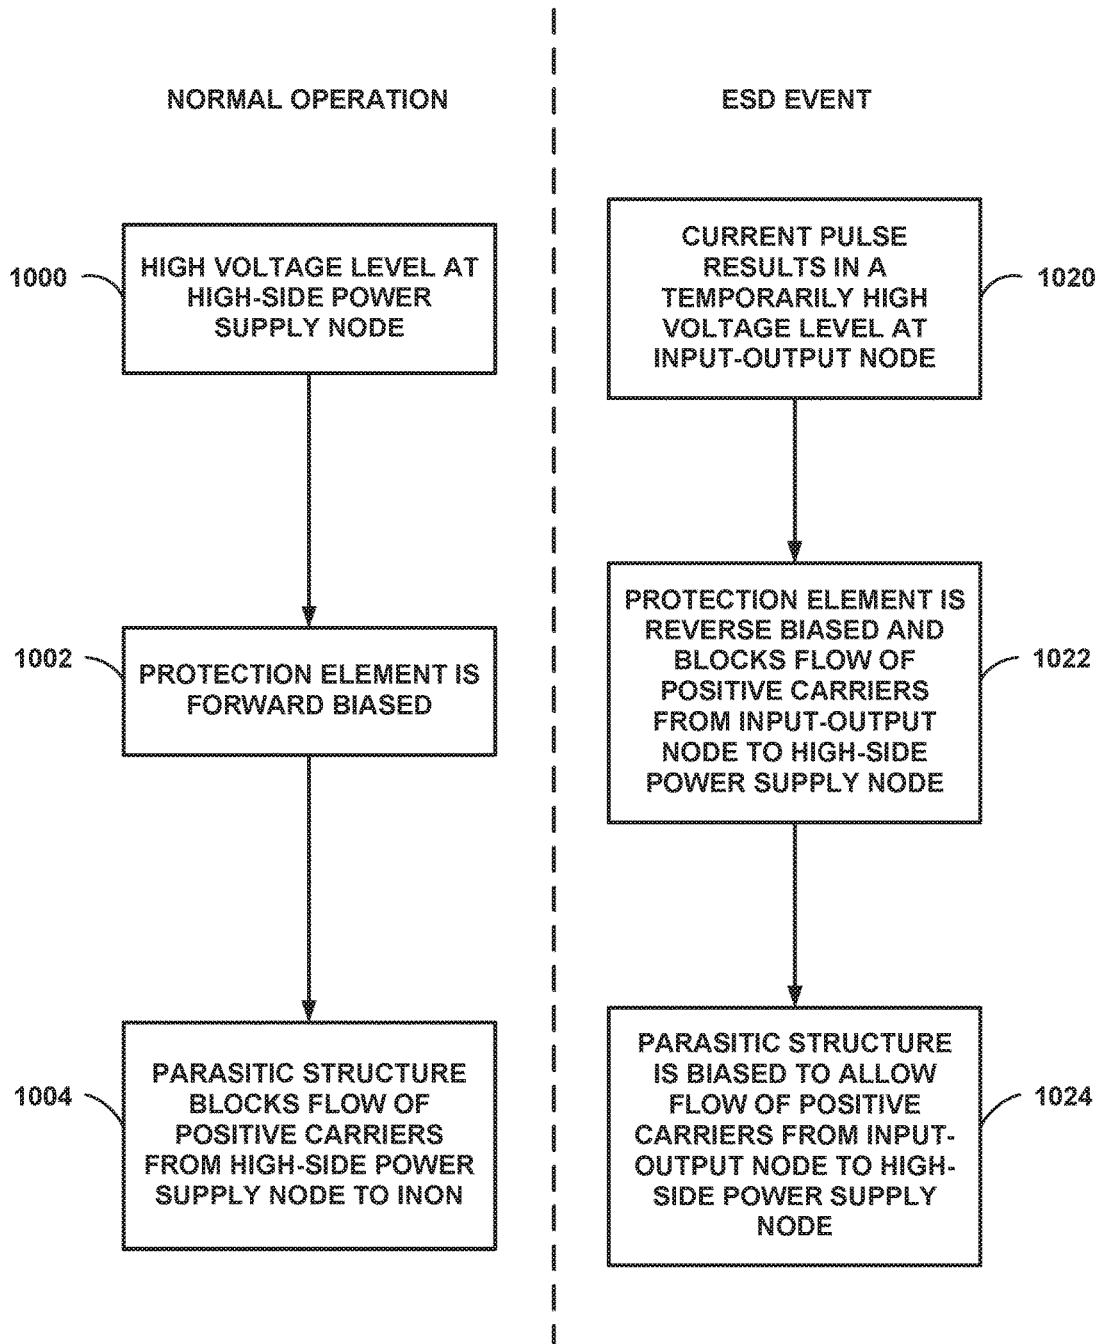 NORMAL OPERATION
1000
HIGH VOLTAGE LEVEL AT
HIGH-SIDE POWER
SUPPLY NODE
1002
PROTECTION ELEMENT IS
FORWARD BIASED
1004
PARASITIC STRUCTURE
BLOCKS FLOW OF
POSITIVE CARRIERS
FROM HIGH-SIDE POWER
SUPPLY NODE TO INON
ESD EVENT
CURRENT PULSE
RESULTS IN A
TEMPORARILY HIGH
VOLTAGE LEVEL AT
INPUT-OUTPUT NODE
1020
PROTECTION ELEMENT IS
REVERSE BIASED AND
BLOCKS FLOW OF
POSITIVE CARRIERS
FROM INPUT-OUTPUT
NODE TO HIGH-SIDE
POWER SUPPLY NODE
1022
PARASITIC STRUCTURE
IS BIASED TO ALLOW
FLOW OF POSITIVE
CARRIERS FROM INPUT-
OUTPUT NODE TO HIGH-
SIDE POWER SUPPLY
NODE
1024